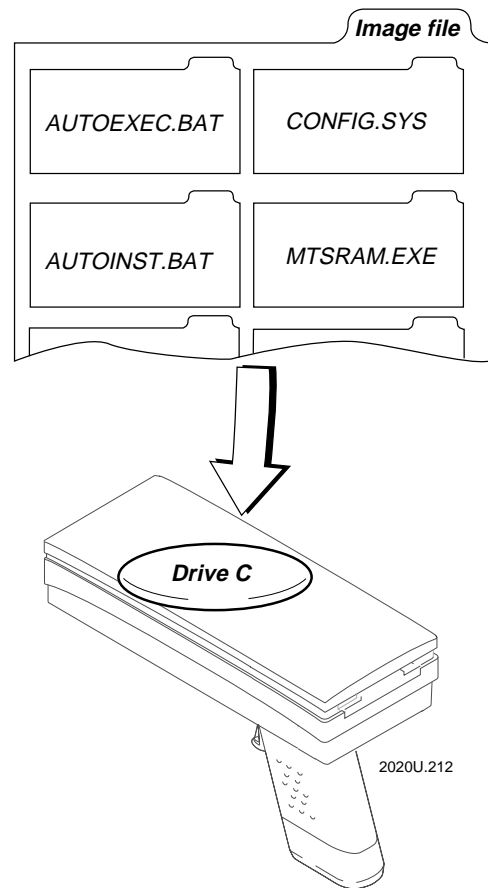 Image file
AUTOEXEC.BAT
CONFIG.SYS
AUTOINST.BAT
MTSRAM.EXE
Drive C
2020U.212